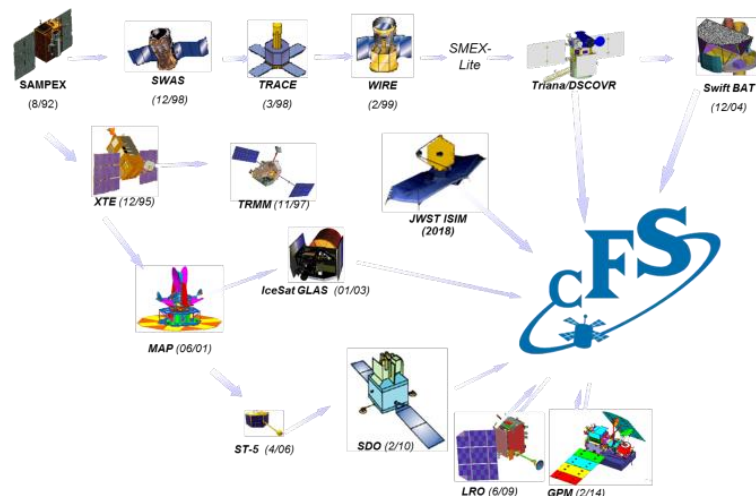 SAMPEX
(8/92)
SWAS
(12/98)
TRACE
(3/98)
WIRE
(2/99)
SMEX-
Lite
Triana/DSCOVR
Swift BAT
(12/04)
XTE (12/95)
TRMM (11/97)
JWST ISIM
(2018)
IceSat GLAS (01/03)
cFS
MAP (06/01)
ST-5 (4/06)
SDO (2/10)
LRO (6/09)
GPM (2/14)